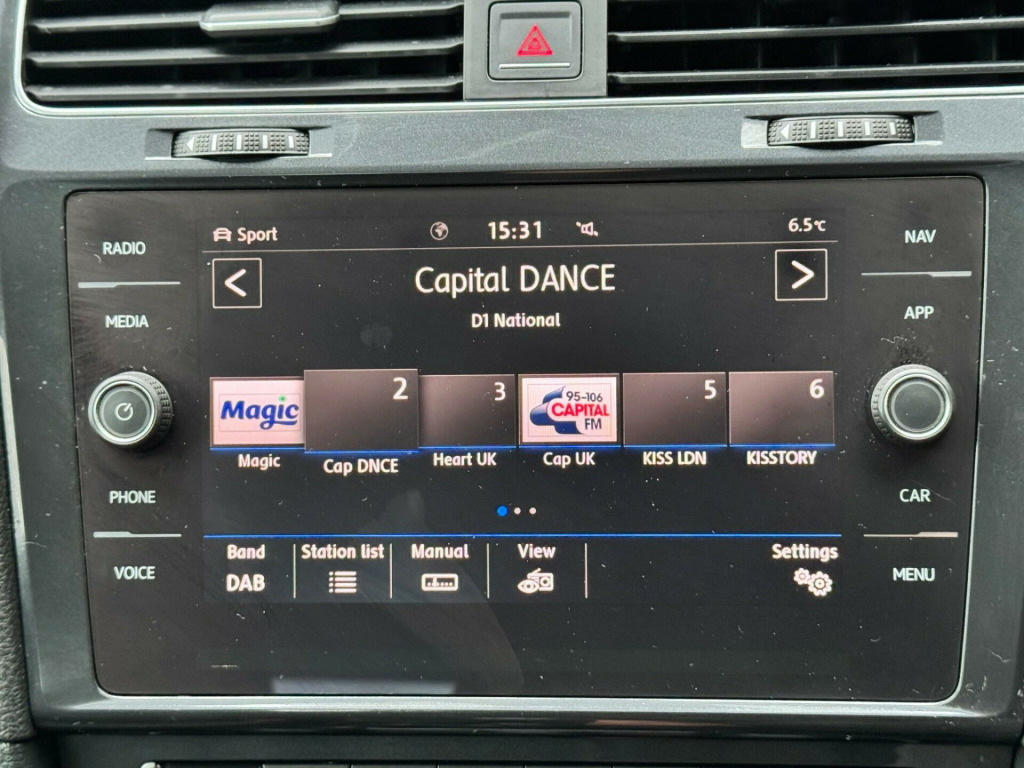 Sport 15:31 6.5°C
RADIO
NAV
< Capital DANCE >
D1 National
MEDIA
APP
Magic 2 3 95-106 CAPITAL FM 5 6
Magic Cap DNCE Heart UK Cap UK KISS LDN KISSTORY
PHONE
CAR
Band Station list Manual View Settings
DAB
VOICE
MENU